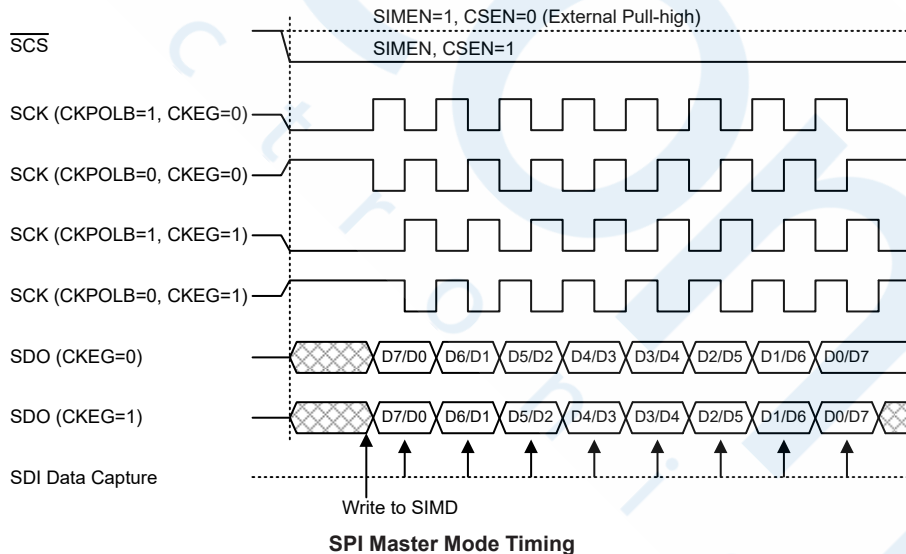 SIMEN=1, CSEN=0 (External Pull-high)
SCS
SIMEN, CSEN=1
SCK (CKPOLB=1, CKEG=0)
SCK (CKPOLB=0, CKEG=0)
SCK (CKPOLB=1, CKEG=1)
SCK (CKPOLB=0, CKEG=1)
SDO (CKEG=0) D7/D0 D6/D1 D5/D2 D4/D3 D3/D4 D2/D5 D1/D6 D0/D7
SDO (CKEG=1) D7/D0 D6/D1 D5/D2 D4/D3 D3/D4 D2/D5 D1/D6 D0/D7
SDI Data Capture
Write to SIMD
SPI Master Mode Timing